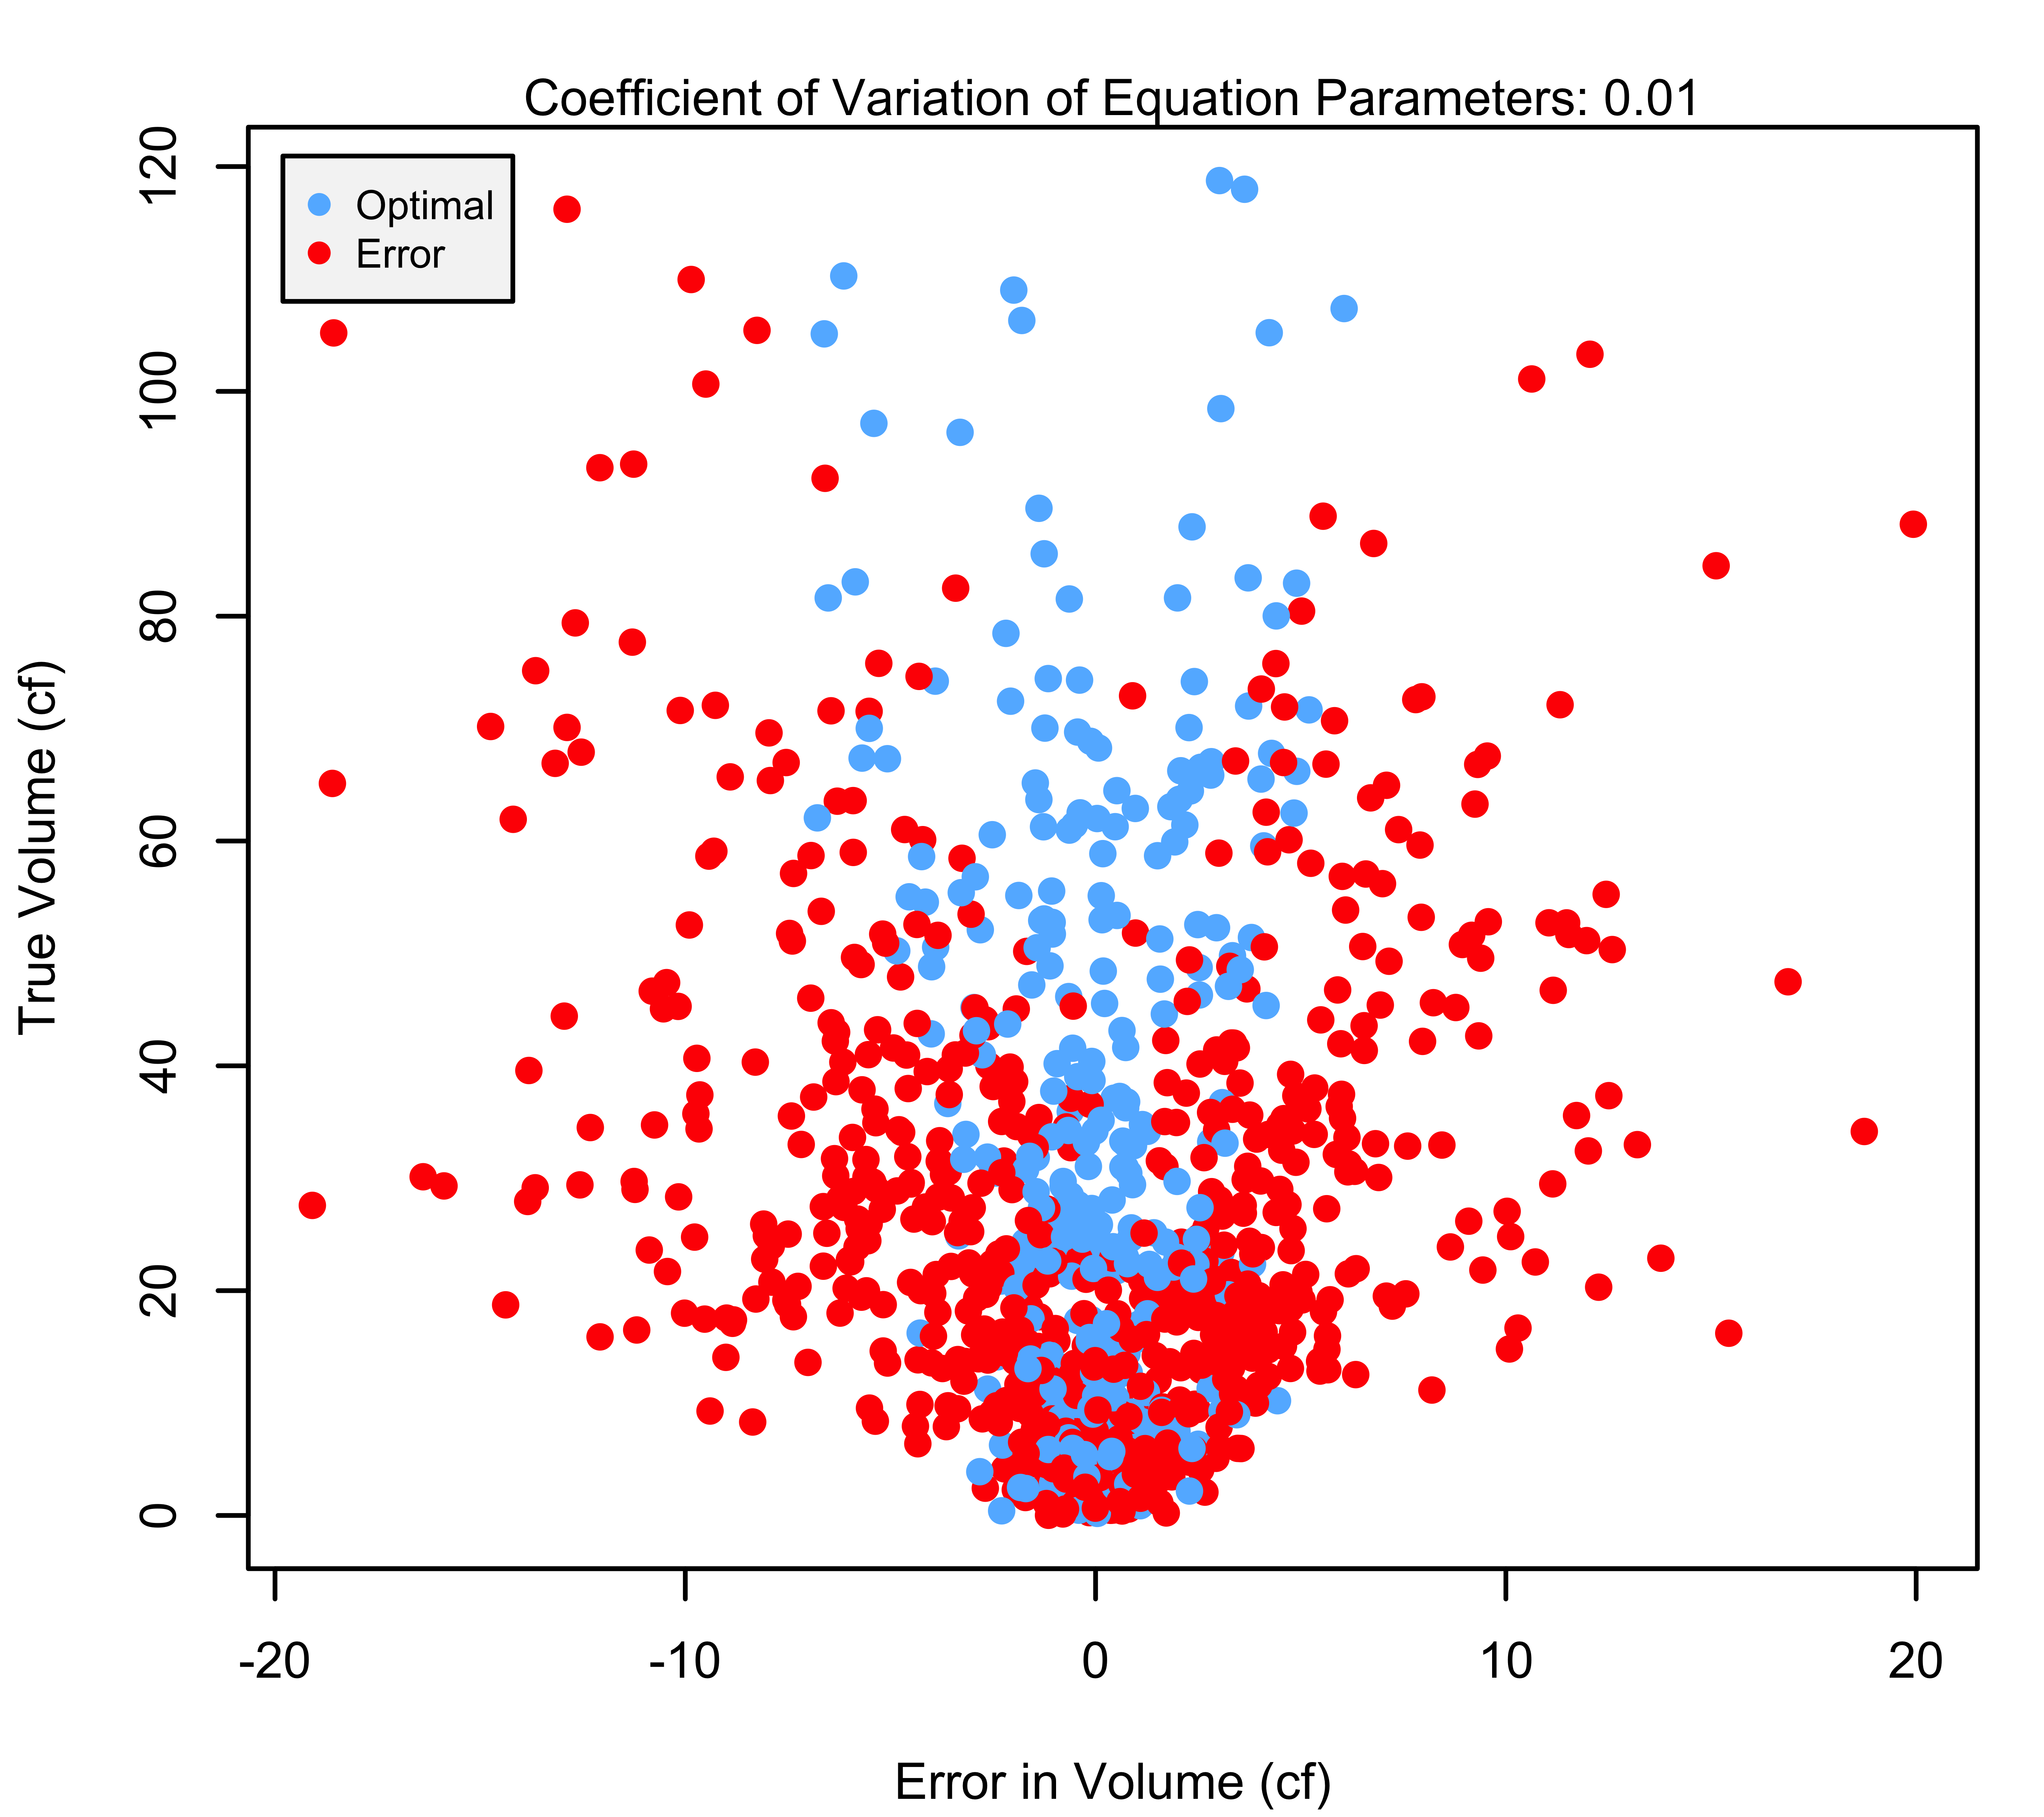 Coefficient of Variation of Equation Parameters: 0.01
Optimal
Error
120
100
80
60
40
20
0
True Volume (cf)
-20 -10 0 10 20
Error in Volume (cf)